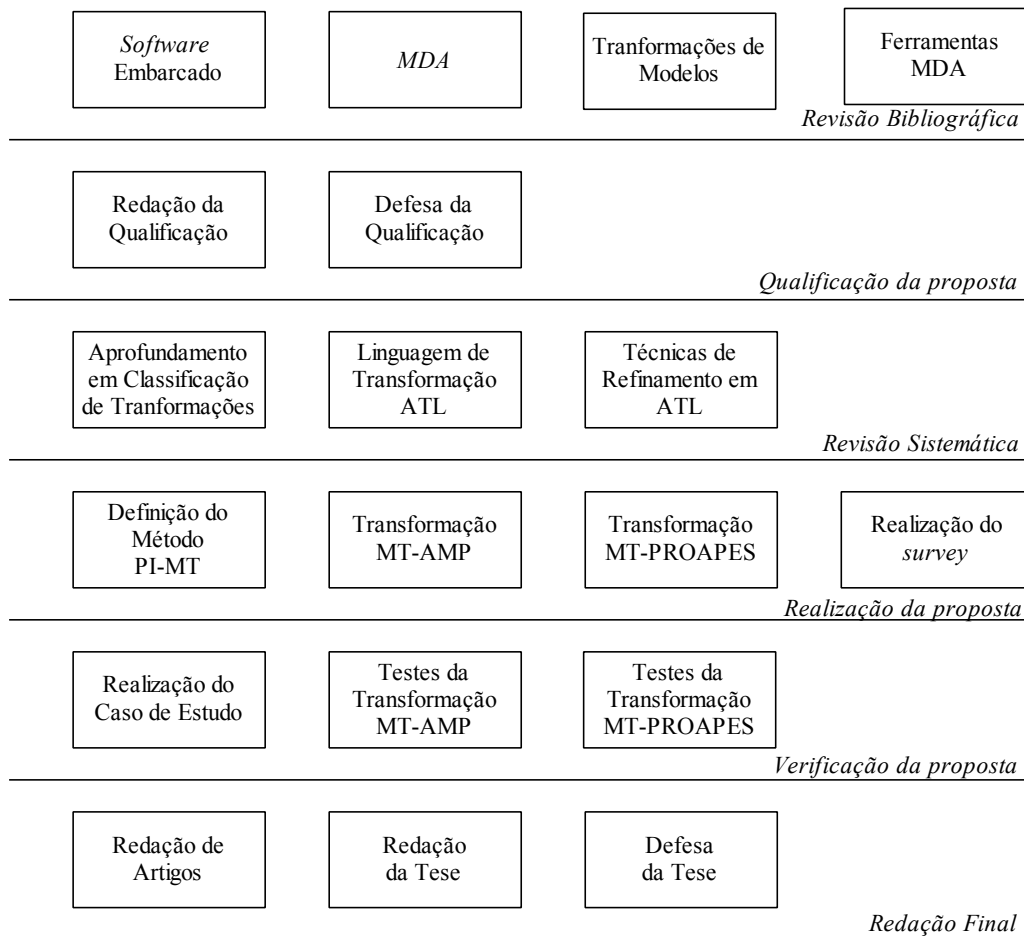 Software
Embarcado
MDA
Tranformações de
Modelos
Ferramentas
MDA
Revisão Bibliográfica
Redação da
Qualificação
Defesa da
Qualificação
Qualificação da proposta
Aprofundamento
em Classificação
de Tranformações
Linguagem de
Transformação
ATL
Técnicas de
Refinamento em
ATL
Revisão Sistemática
Definição do
Método
PI-MT
Transformação
MT-AMP
Transformação
MT-PROAPES
Realização do
survey
Realização da proposta
Realização do
Caso de Estudo
Testes da
Transformação
MT-AMP
Testes da
Transformação
MT-PROAPES
Verificação da proposta
Redação de
Artigos
Redação
da Tese
Defesa
da Tese
Redação Final